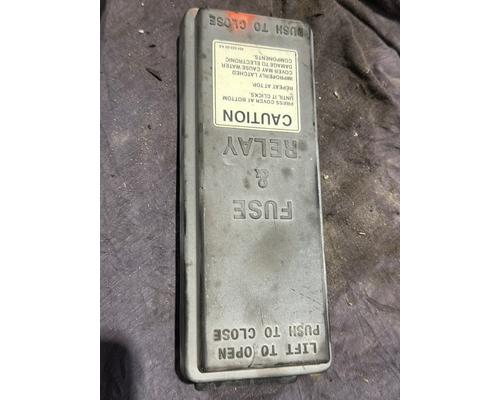 LIFT TO OPEN
PUSH TO CLOSE
FUSE
&
RELAY
CAUTION
PRESS COVER AT BOTTOM
UNTIL IT CLICKS.
REPEAT AT TOP.
IMPROPERLY LATCHED
COVER MAY CAUSE WATER
DAMAGE TO ELECTRONIC
COMPONENTS.
PUSH TO CLOSE